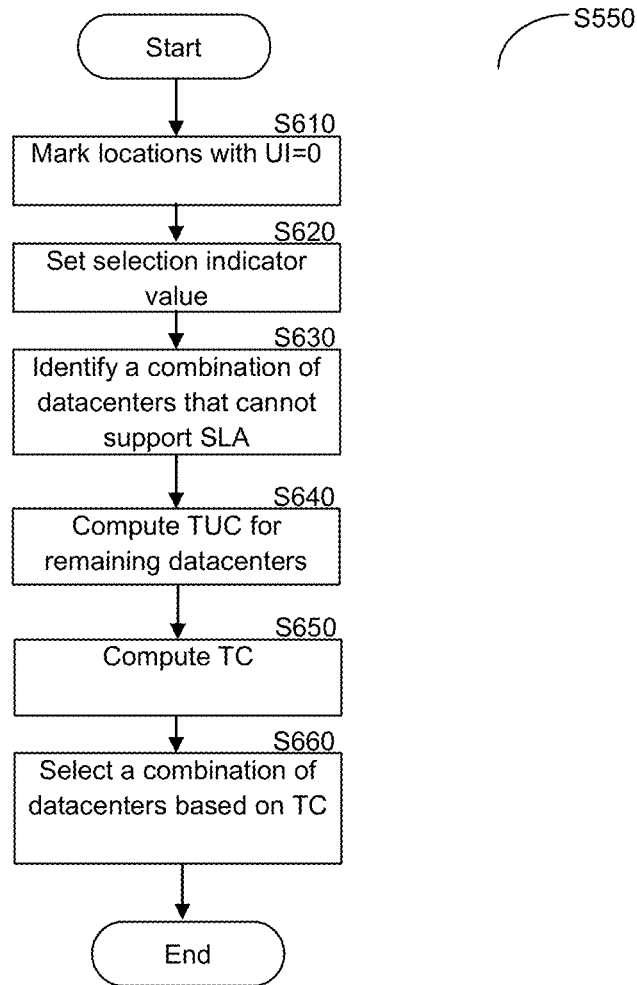 S550
Start
S610
Mark locations with UI=0
S620
Set selection indicator
value
S630
Identify a combination of
datacenters that cannot
support SLA
S640
Compute TUC for
remaining datacenters
S650
Compute TC
S660
Select a combination of
datacenters based on TC
End